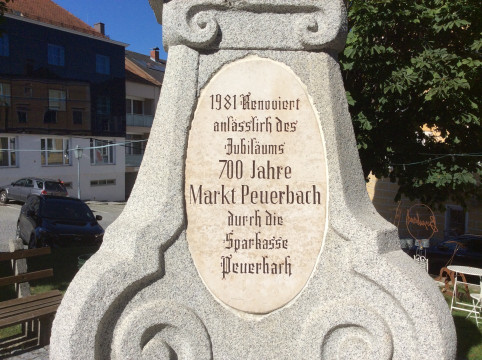 1981 Renoviert
anlässlich des
Jubiläums
700 Jahre
Markt Peuerbach
durch die
Sparkasse
Peuerbach